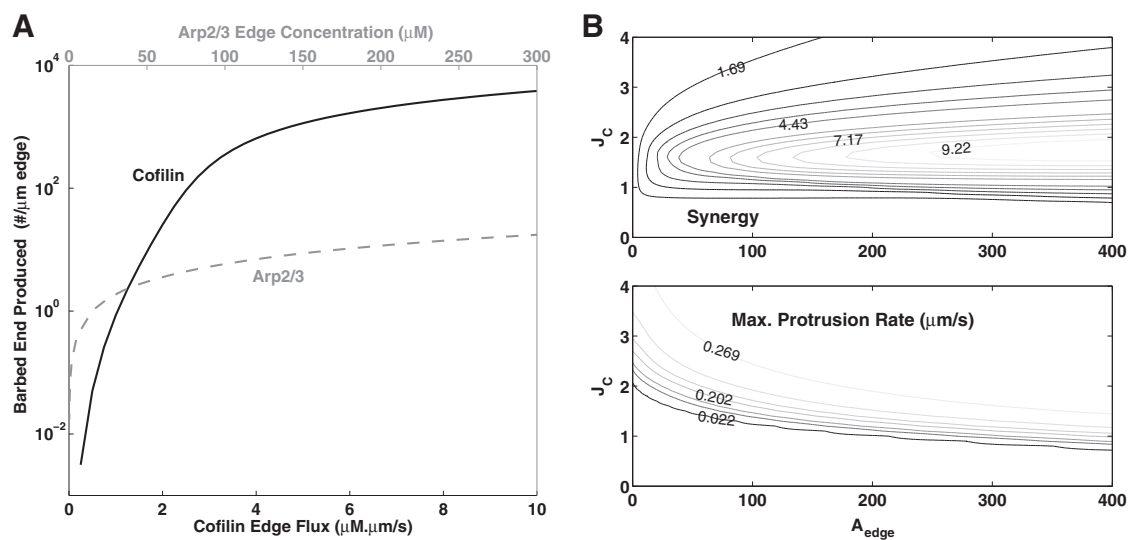 A
Arp2/3 Edge Concentration (μM)
0 50 100 150 200 250 300
10^4
10^2
10^0
10^-2
Barbed End Produced (#/μm edge)
Cofilin
Arp2/3
0 2 4 6 8 10
Cofilin Edge Flux (μM.μm/s)
B
4
3
2
1
0
J_C
1.69
4.43
7.17
9.22
Synergy
0 100 200 300 400
4
3
2
1
0
J_C
Max. Protrusion Rate (μm/s)
0.269
0.202
0.022
0 100 200 300 400
A_edge